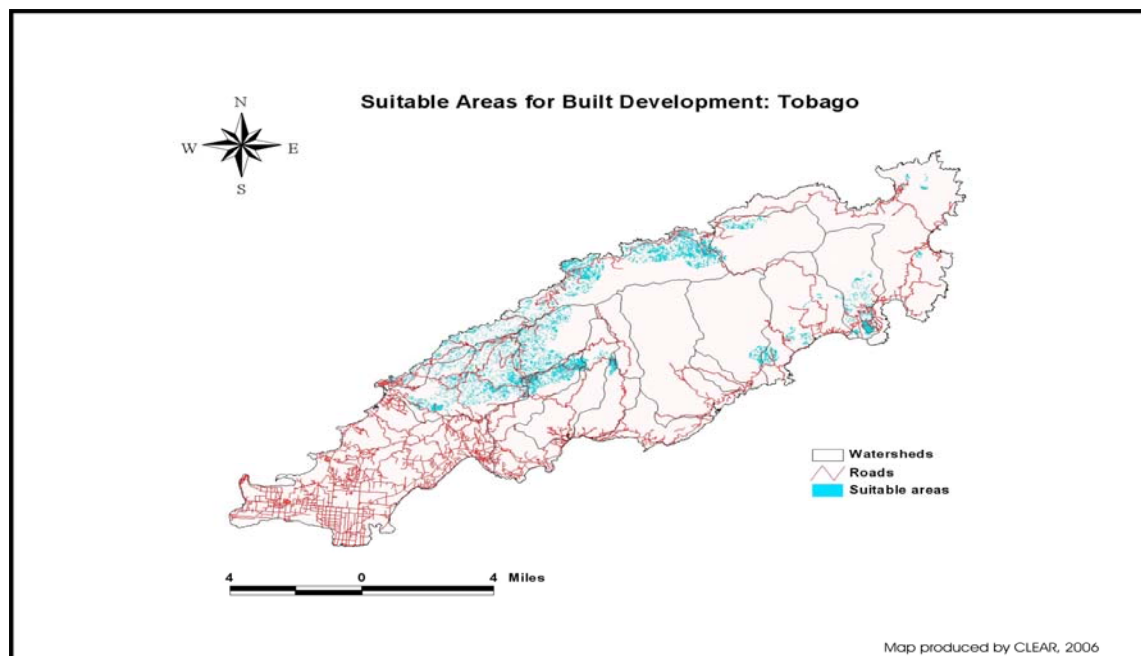 Suitable Areas for Built Development: Tobago
N
W E
S
Watersheds
Roads
Suitable areas
4 0 4 Miles
Map produced by CLEAR, 2006